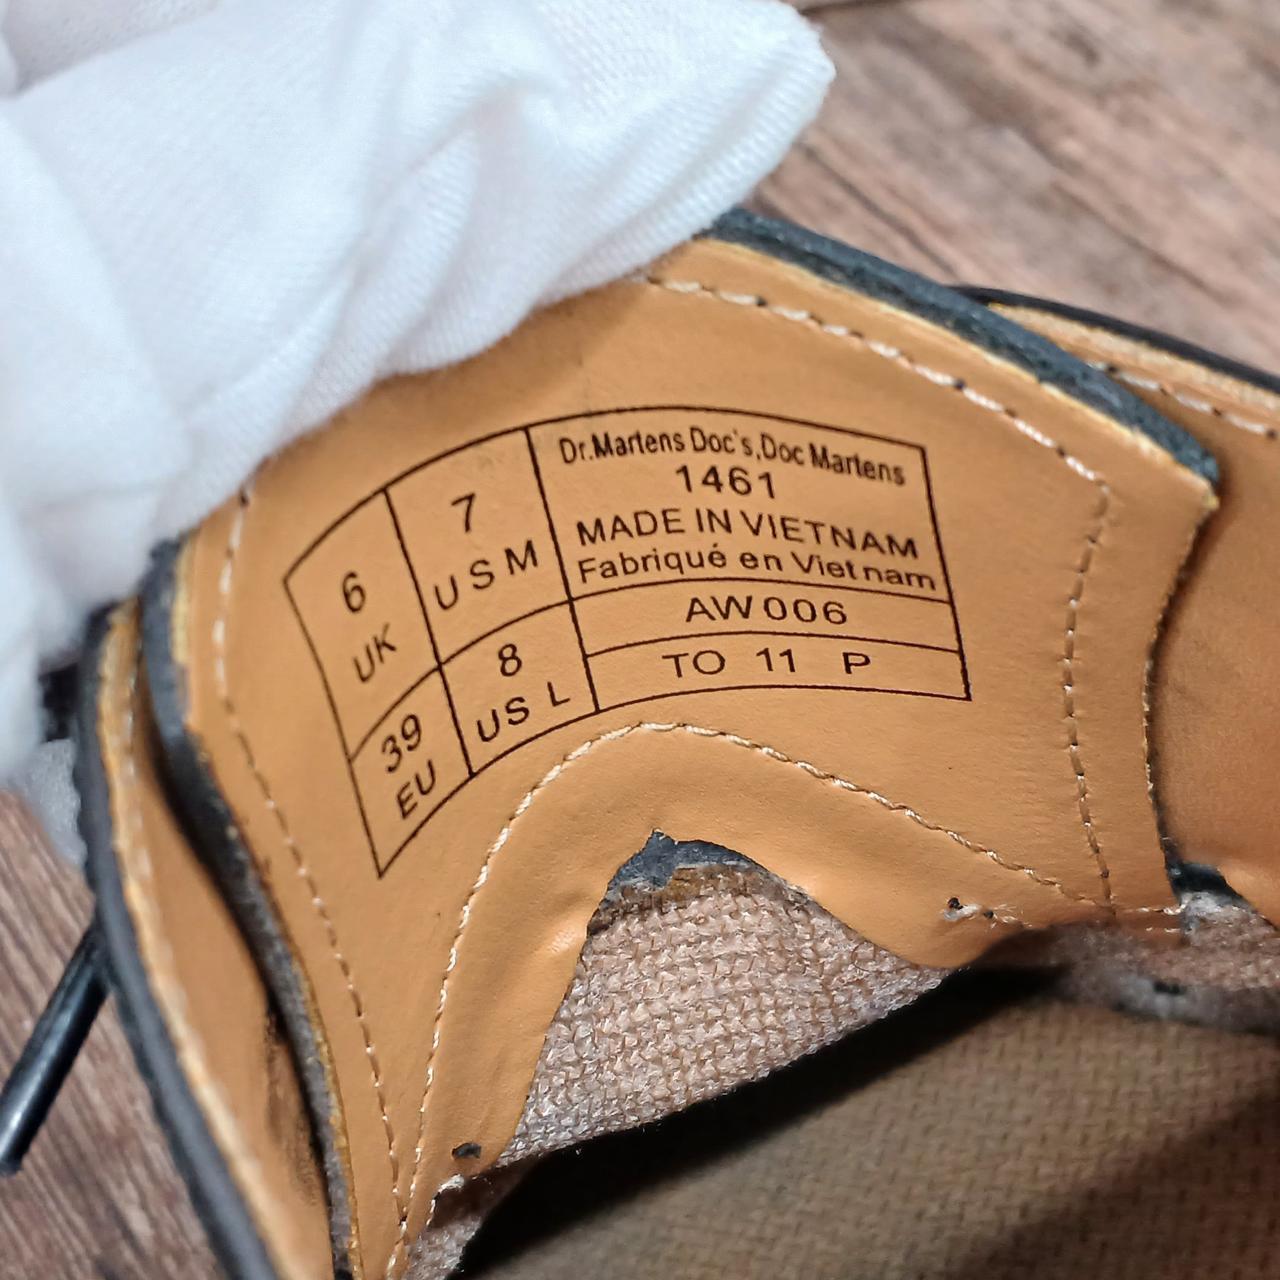 6
UK
7
USM
39
EU
8
US L
Dr.Martens Doc's,Doc Martens
1461
MADE IN VIETNAM
Fabriqué en Vietnam
AW006
TO 11 P